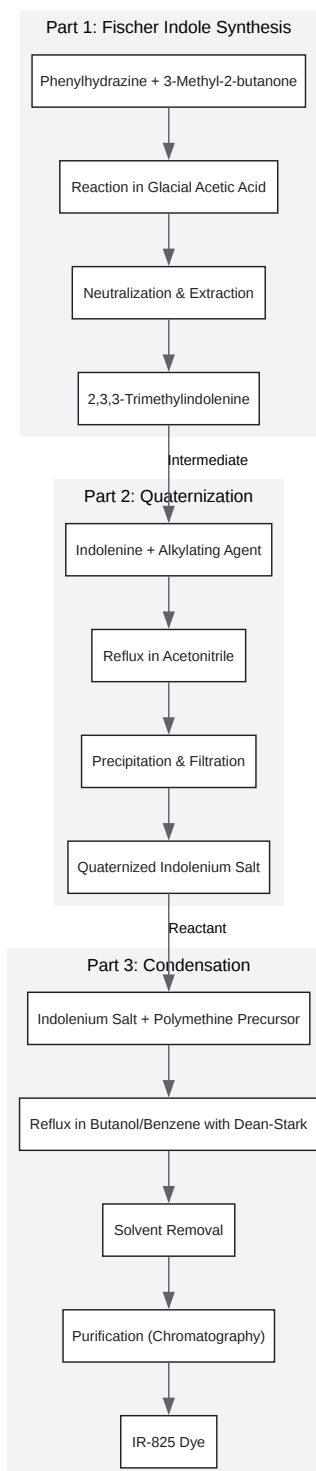 Part 1: Fischer Indole Synthesis
Phenylhydrazine + 3-Methyl-2-butanone
Reaction in Glacial Acetic Acid
Neutralization & Extraction
2,3,3-Trimethylindolenine
Intermediate
Part 2: Quaternization
Indolenine + Alkylating Agent
Reflux in Acetonitrile
Precipitation & Filtration
Quaternized Indolenium Salt
Reactant
Part 3: Condensation
Indolenium Salt + Polymethine Precursor
Reflux in Butanol/Benzene with Dean-Stark
Solvent Removal
Purification (Chromatography)
IR-825 Dye